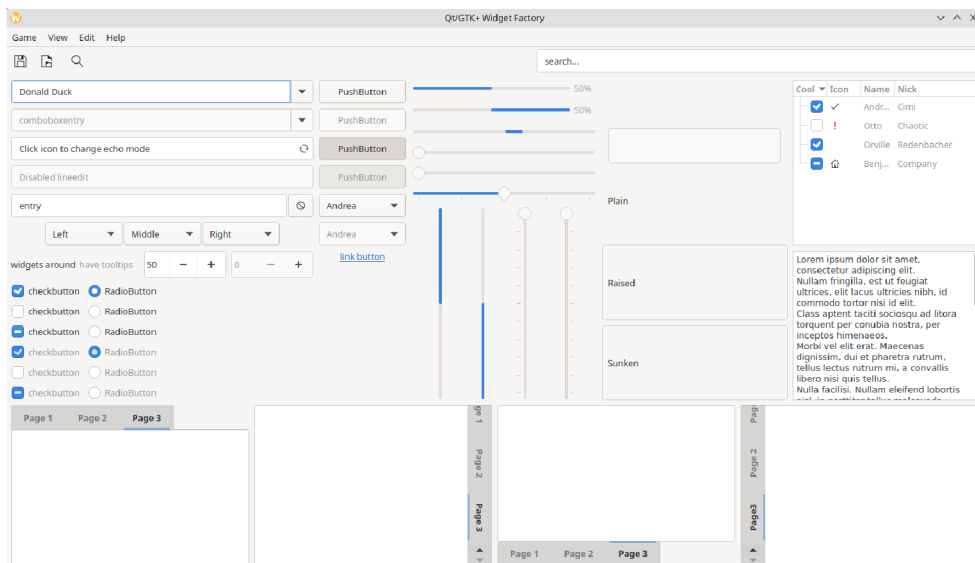 Qt/GTK+ Widget Factory
Game View Edit Help
search...
Donald Duck
PushButton
50%
comboboxentry
PushButton
50%
Click icon to change echo mode
PushButton
Disabled lineedit
PushButton
entry
Andrea
Left Middle Right
Andrea
widgets around have tooltips 50 − + 0 − +
link button
checkbutton RadioButton
checkbutton RadioButton
checkbutton RadioButton
checkbutton RadioButton
checkbutton RadioButton
checkbutton RadioButton
Plain
Raised
Sunken
Cool Icon Name Nick
Andr... Cimi
! Otto Chaotic
Orville Redenbacher
Benj... Company
Lorem ipsum dolor sit amet,
consectetur adipiscing elit.
Nullam fringilla, est ut feugiat
ultrices, elit lacus ultricies nibh, id
commodo tortor nisi id elit.
Class aptent taciti sociosqu ad litora
torquent per conubia nostra, per
inceptos himenaeos.
Morbi vel elit erat. Maecenas
dignissim, dui et pharetra rutrum,
tellus lectus rutrum mi, a convallis
libero nisi quis tellus.
Nulla facilisi. Nullam eleifend lobortis
Page 1 Page 2 Page 3
ge 1
Page 2
Page 3
Page 1 Page 2 Page 3
Pag
Page 2
Page3